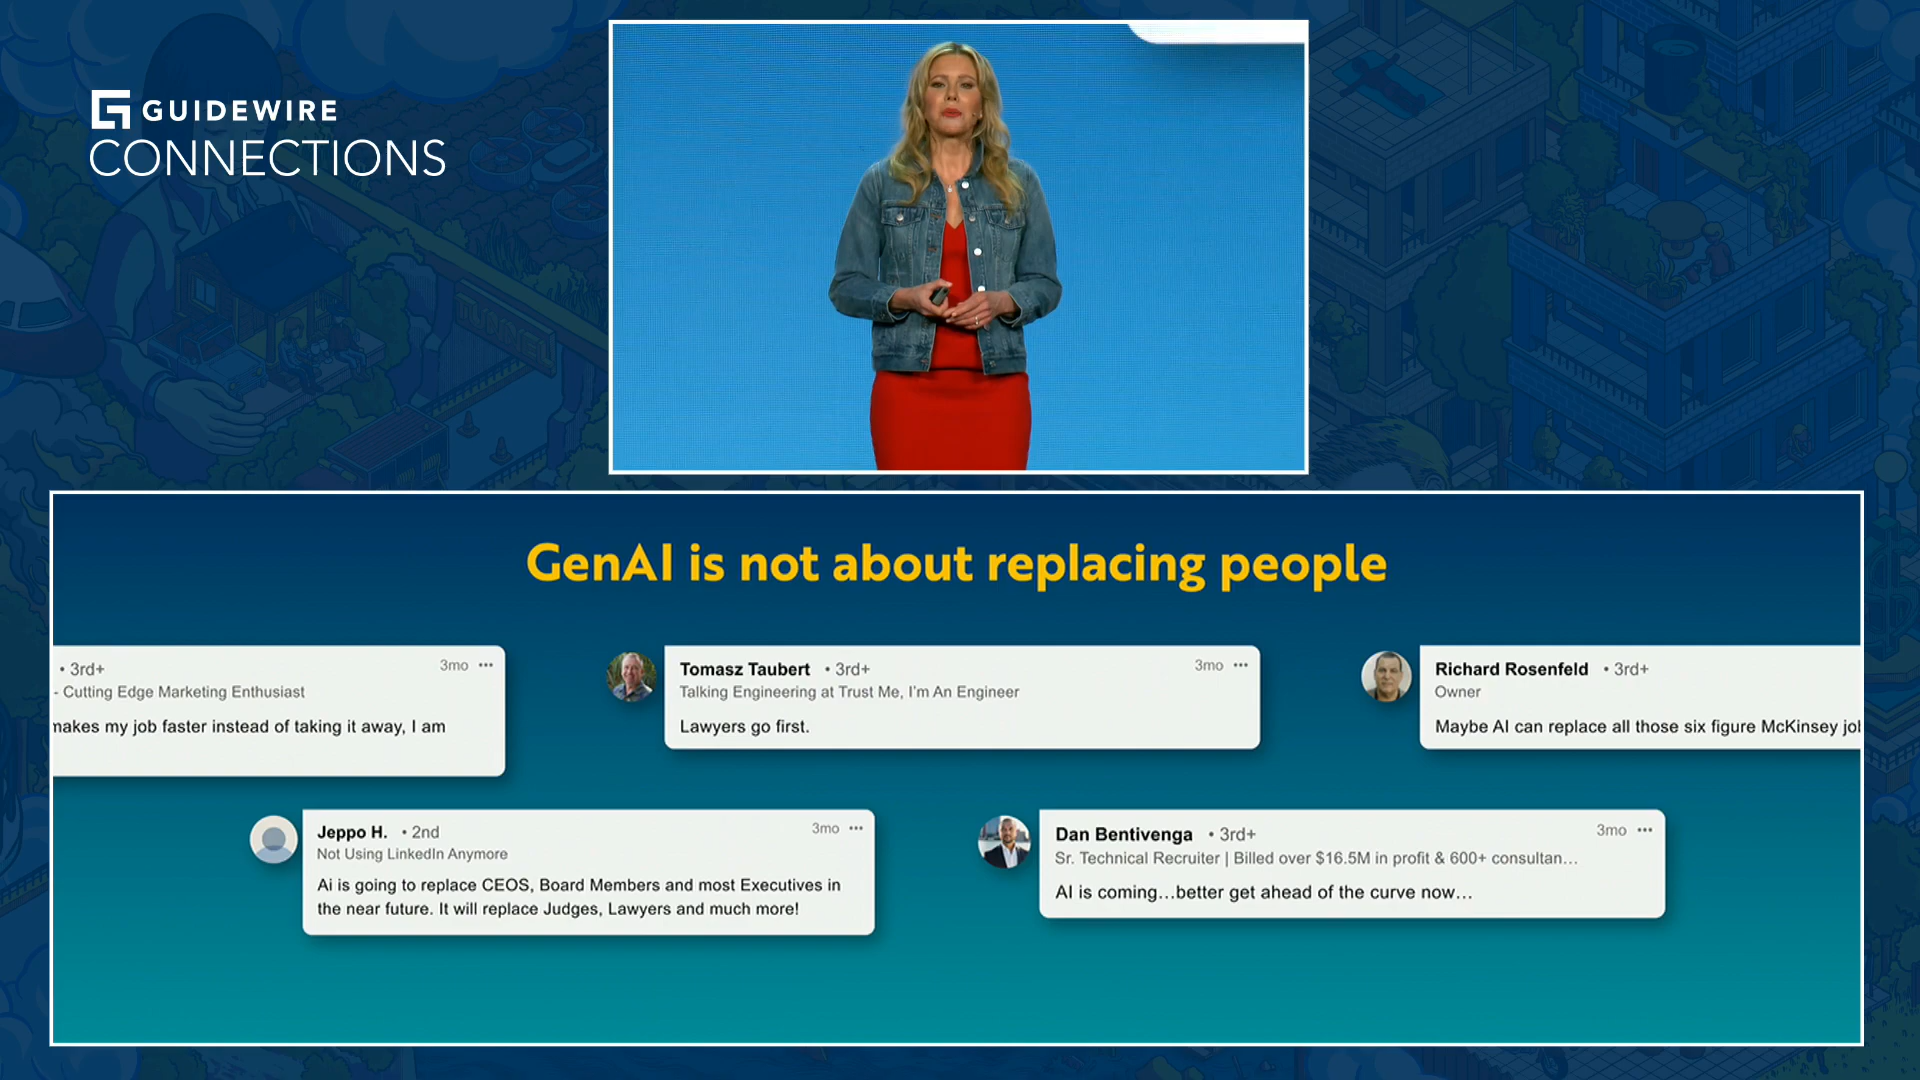 GUIDEWIRE
CONNECTIONS
GenAI is not about replacing people
• 3rd+
3mo •••
- Cutting Edge Marketing Enthusiast
makes my job faster instead of taking it away, I am
Tomasz Taubert • 3rd+
3mo •••
Talking Engineering at Trust Me, I'm An Engineer
Lawyers go first.
Richard Rosenfeld • 3rd+
Owner
Maybe AI can replace all those six figure McKinsey
Jeppo H. • 2nd
3mo •••
Not Using LinkedIn Anymore
Ai is going to replace CEOS, Board Members and most Executives in
the near future. It will replace Judges, Lawyers and much more!
Dan Bentivenga • 3rd+
3mo •••
Sr. Technical Recruiter | Billed over $16.5M in profit & 600+ consultan…
AI is coming…better get ahead of the curve now…